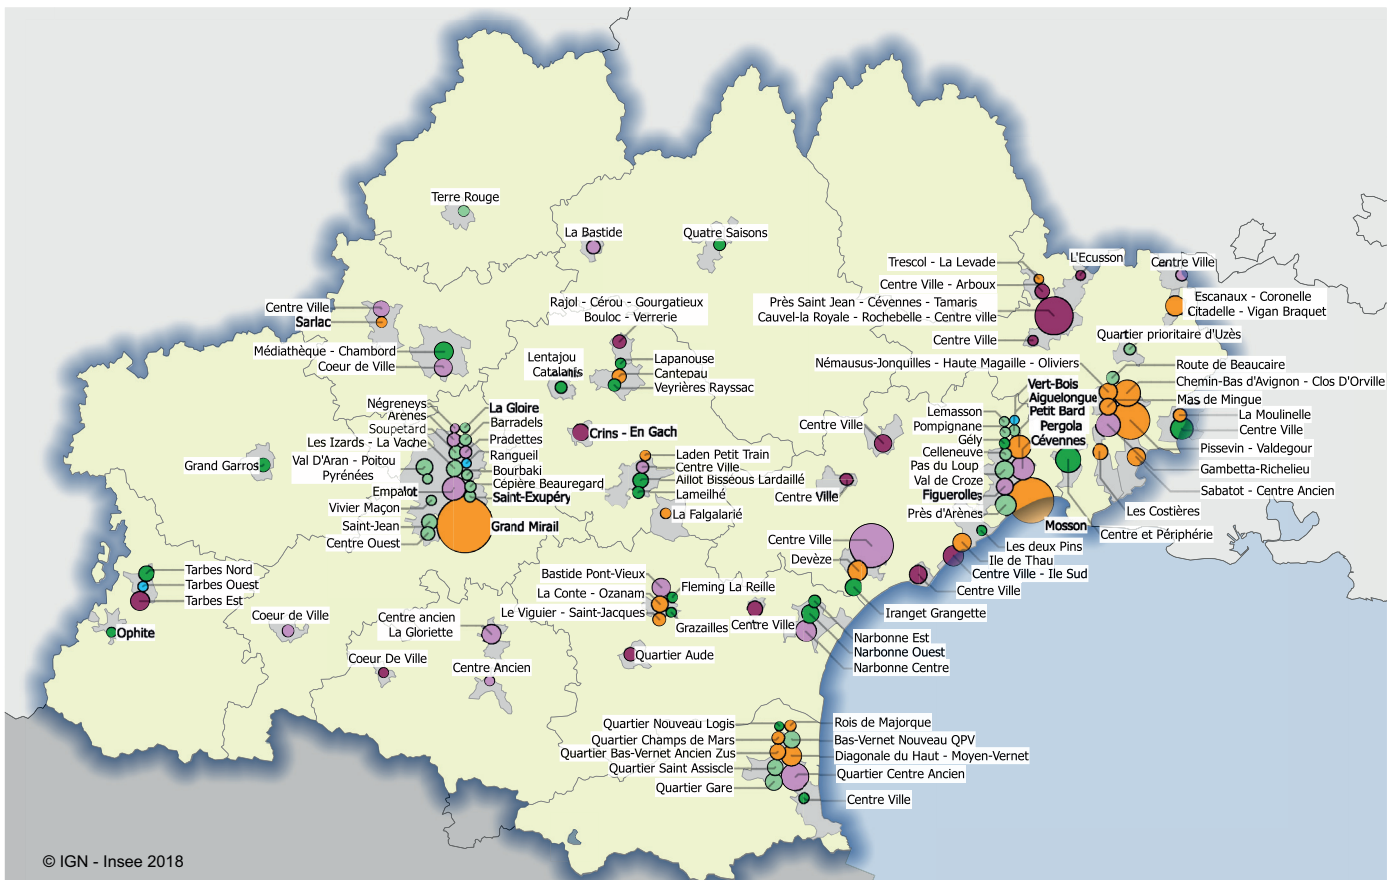 Terre Rouge
La Bastide
Quatre Saisons
Centre Ville
Sarlac
Médiathèque - Chambord
Coeur de Ville
Rajol - Cérou - Gourgatieux
Bouloc - Verrerie
Lentajou
Catalanis
Lapanouse
Cantepau
Veyrières Rayssac
Trescol - La Levade
Centre Ville - Arboux
Près Saint Jean - Cévennes - Tamaris
Cauvel-la Royale - Rochebelle - Centre ville
Centre Ville
L'Ecusson
Centre Ville
Escanaux - Coronelle
Citadelle - Vigan Braquet
Quartier prioritaire d'Uzès
Némausus-Jonquilles - Haute Magaille - Oliviers
Route de Beaucaire
Chemin-Bas d'Avignon - Clos D'Orville
Mas de Mingue
La Moulinelle
Centre Ville
Pissevin - Valdegour
Gambetta-Richelieu
Sabatot - Centre Ancien
Les Costières
Centre et Périphérie
Vert-Bois
Aiguelongue
Petit Bard
Pergola
Cévennes
Lemasson
Pompignane
Gély
Celleneuve
Pas du Loup
Val de Croze
Figuerolles
Près d'Arènes
Mosson
Négreneys
Arènes
Soupetard
Les Izards - La Vache
Val D'Aran - Poitou
Pyrénées
Empalot
Vivier Maçon
Saint-Jean
Centre Ouest
La Gloire
Barradels
Pradettes
Rangueil
Bourbaki
Cépière Beauregard
Saint-Exupéry
Grand Mirail
Grand Garros
Crins - En Gach
Laden Petit Train
Centre Ville
Aillot Bisséous Lardaillé
Lameilhé
La Falgalarié
Centre Ville
Centre Ville
Centre Ville
Devèze
Les deux Pins
Ile de Thau
Centre Ville - Ile Sud
Centre Ville
Iranget Grangette
Tarbes Nord
Tarbes Ouest
Tarbes Est
Ophite
Coeur de Ville
Centre ancien
La Gloriette
Coeur De Ville
Centre Ancien
Bastide Pont-Vieux
La Conte - Ozanam
Le Viguier - Saint-Jacques
Fleming La Reille
Grazailles
Centre Ville
Quartier Aude
Narbonne Est
Narbonne Ouest
Narbonne Centre
Quartier Nouveau Logis
Quartier Champs de Mars
Quartier Bas-Vernet Ancien Zus
Quartier Saint Assiscle
Quartier Gare
Rois de Majorque
Bas-Vernet Nouveau QPV
Diagonale du Haut - Moyen-Vernet
Quartier Centre Ancien
Centre Ville
© IGN - Insee 2018